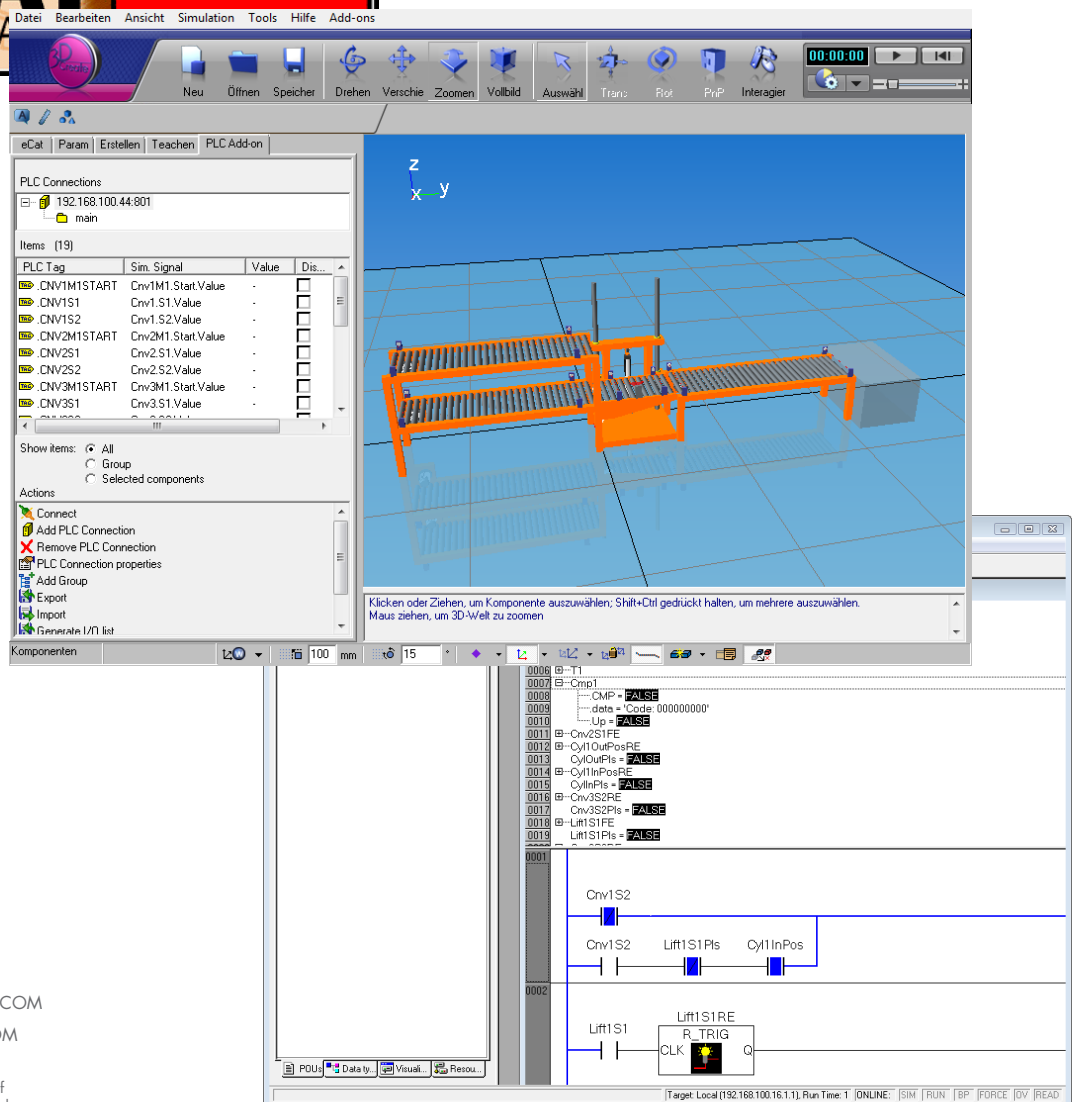 Datei Bearbeiten Ansicht Simulation Tools Hilfe Add-ons
3D
Neu Öffnen Speicher Drehen Verschie Zoomen Vollbild Auswähl Trans Rot PnP Interagier
00:00:00
eCat Param Erstellen Teachen PLC Add-on
PLC Connections
192.168.100.44:801
main
Items (19)
PLC Tag Sim. Signal Value Dis...
TAG .CNV1M1START Cnv1M1.Start.Value -
TAG .CNV1S1 Cnv1.S1.Value -
TAG .CNV1S2 Cnv1.S2.Value -
TAG .CNV2M1START Cnv2M1.Start.Value -
TAG .CNV2S1 Cnv2.S1.Value -
TAG .CNV2S2 Cnv2.S2.Value -
TAG .CNV3M1START Cnv3M1.Start.Value -
TAG .CNV3S1 Cnv3.S1.Value -
Show items: All
Group
Selected components
Actions
Connect
Add PLC Connection
Remove PLC Connection
PLC Connection properties
Add Group
Export
Import
Generate I/O list
z
x y
Klicken oder Ziehen, um Komponente auszuwählen; Shift+Ctrl gedrückt halten, um mehrere auszuwählen.
Maus ziehen, um 3D-Welt zu zoomen
Komponenten 100 mm 15 °
0006 T1
0007 Cmp1
0008 .CMP = FALSE
0009 .data = 'Code: 000000000'
0010 .Up = FALSE
0011 Cnv2S1FE
0012 Cyl1OutPosRE
0013 CylOutPls = FALSE
0014 Cyl1InPosRE
0015 CylInPls = FALSE
0016 Cnv3S2RE
0017 Cnv3S2Pls = FALSE
0018 Lift1S1FE
0019 Lift1S1Pls = FALSE
0001
Cnv1S2
Cnv1S2 Lift1S1Pls Cyl1InPos
0002
Lift1S1RE
Lift1S1 R_TRIG
CLK Q
COM
OM
POUs Data ty... Visuali... Resou...
Target: Local (192.168.100.16.1.1), Run Time: 1 ONLINE: SIM RUN BP FORCE OV READ